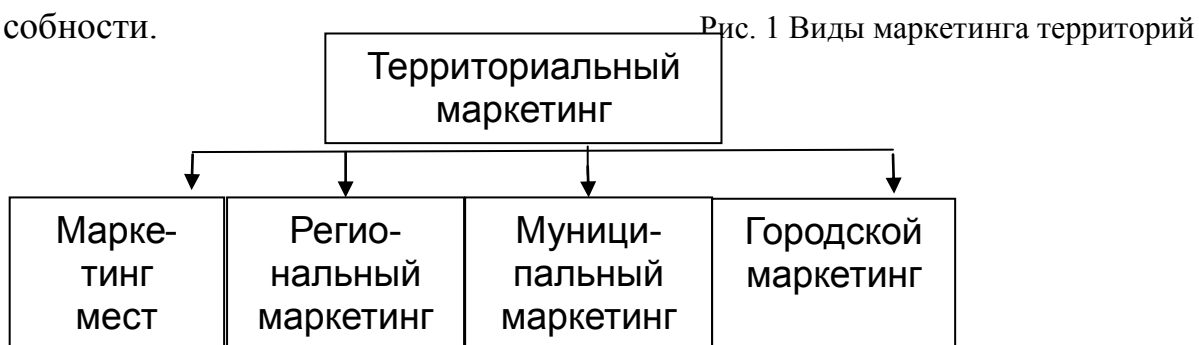 собности.
Рис. 1 Виды маркетинга территорий
Территориальный
маркетинг
Марке-
тинг
мест
Регио-
нальный
маркетинг
Муници-
пальный
маркетинг
Городской
маркетинг